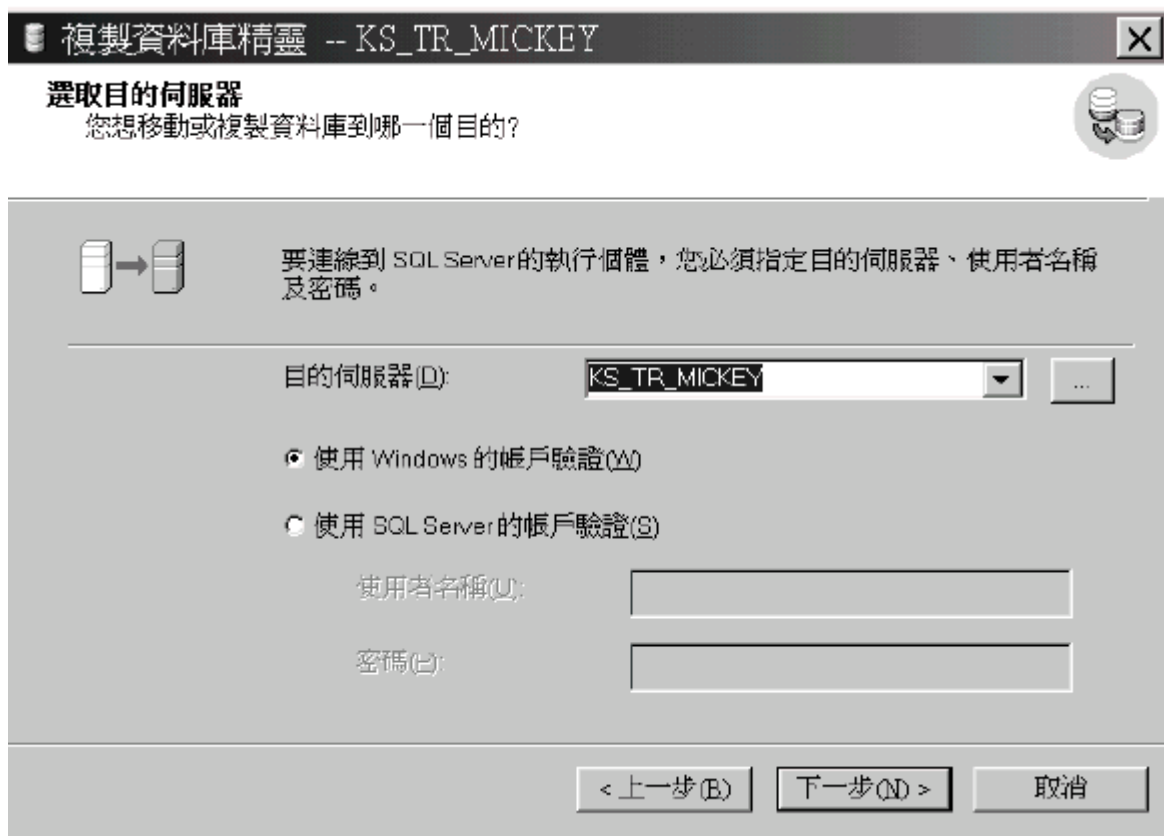 複製資料庫精靈 -- KS_TR_MICKEY
選取目的伺服器
您想移動或複製資料庫到哪一個目的?
要連線到 SQL Server的執行個體，您必須指定目的伺服器、使用者名稱
及密碼。
目的伺服器(D):
KS_TR_MICKEY
...
使用 Windows 的帳戶驗證(W)
使用 SQL Server的帳戶驗證(S)
使用者名稱(U):
密碼(P):
<上一步(B)
下一步(N) >
取消